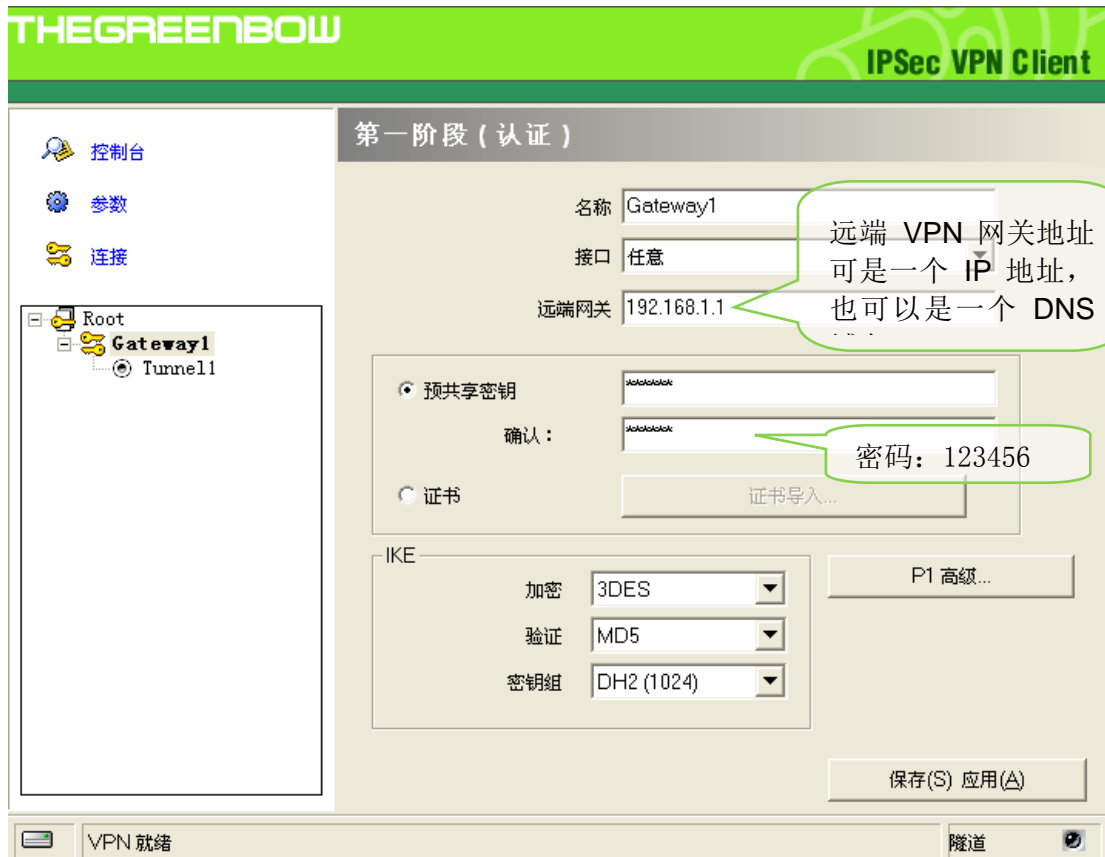 THEGREENBOW
IPSec VPN Client
控制台
参数
连接
Root
Gateway1
Tunnel1
第一阶段(认证)
名称 Gateway1
接口 任意
远端网关 192.168.1.1
远端 VPN 网关地址
可是一个 IP 地址，
也可以是一个 DNS
预共享密钥 *******
确认： *******
密码：123456
证书 证书导入...
IKE
加密 3DES
验证 MD5
密钥组 DH2 (1024)
P1 高级...
保存(S) 应用(A)
VPN 就绪
隧道